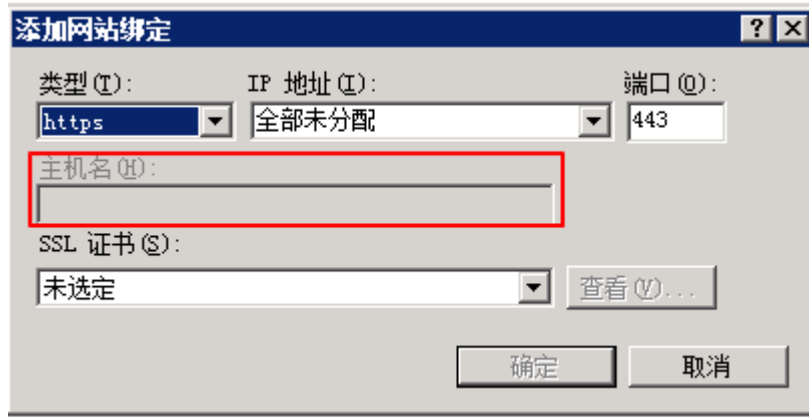 添加网站绑定
类型(T): IP 地址(I): 端口(O):
https 全部未分配 443
主机名(H):
SSL 证书(S):
未选定 查看(V)...
确定 取消